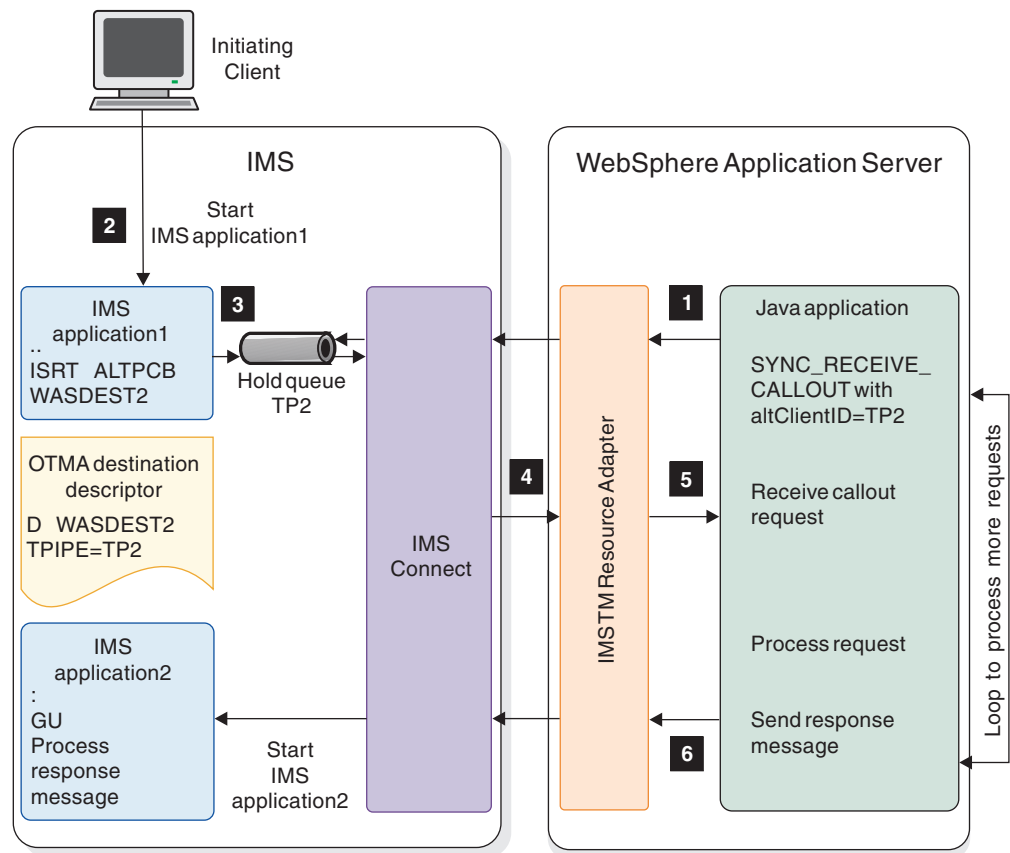 Initiating
Client
IMS
WebSphere Application Server
2
Start
IMS application1
IMS
application1
..
ISRT ALTPCB
WASDEST2
3
Hold queue
TP2
OTMA destination
descriptor
D WASDEST2
TPIPE=TP2
IMS
application2
:
GU
Process
response
message
Start
IMS
application2
IMS
Connect
4
IMS TM Resource Adapter
1
5
6
Java application
SYNC_RECEIVE_
CALLOUT with
altClientID=TP2
Receive callout
request
Process request
Send response
message
Loop to process more requests